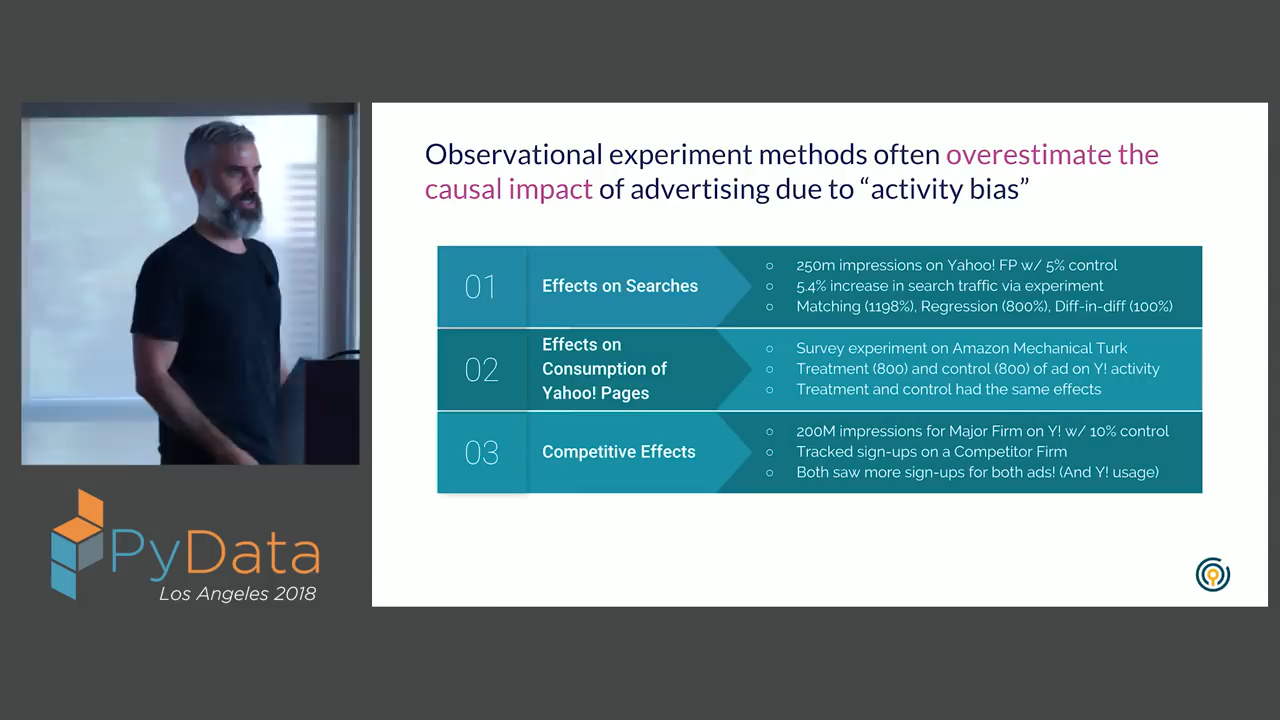 Observational experiment methods often overestimate the
causal impact of advertising due to “activity bias”
01
Effects on Searches
○ 250m impressions on Yahoo! FP w/ 5% control
○ 5.4% increase in search traffic via experiment
○ Matching (1198%), Regression (800%), Diff-in-diff (100%)
02
Effects on
Consumption of
Yahoo! Pages
○ Survey experiment on Amazon Mechanical Turk
○ Treatment (800) and control (800) of ad on Y! activity
○ Treatment and control had the same effects
03
Competitive Effects
○ 200M impressions for Major Firm on Y! w/ 10% control
○ Tracked sign-ups on a Competitor Firm
○ Both saw more sign-ups for both ads! (And Y! usage)
PyData
Los Angeles 2018